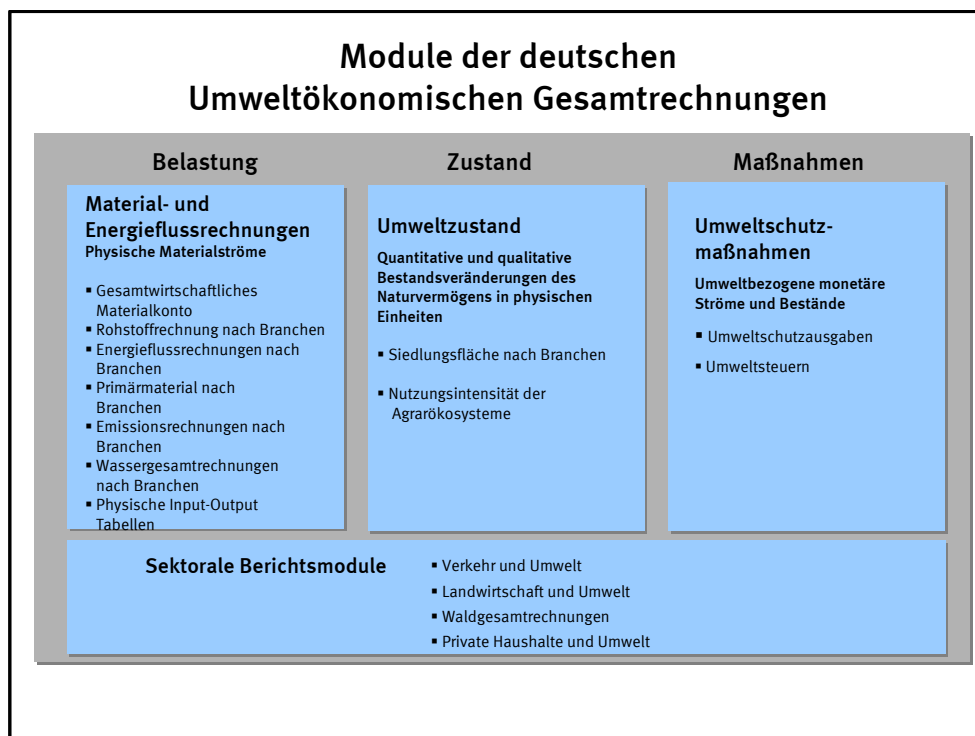 Module der deutschen
Umweltökonomischen Gesamtrechnungen
Belastung
Material- und
Energieflussrechnungen
Physische Materialströme
▪ Gesamtwirtschaftliches
Materialkonto
▪ Rohstoffrechnung nach Branchen
▪ Energieflussrechnungen nach
Branchen
▪ Primärmaterial nach
Branchen
▪ Emissionsrechnungen nach
Branchen
▪ Wassergesamtrechnungen
nach Branchen
▪ Physische Input-Output
Tabellen
Zustand
Umweltzustand
Quantitative und qualitative
Bestandsveränderungen des
Naturvermögens in physischen
Einheiten
▪ Siedlungsfläche nach Branchen
▪ Nutzungsintensität der
Agrarökosysteme
Maßnahmen
Umweltschutz-
maßnahmen
Umweltbezogene monetäre
Ströme und Bestände
▪ Umweltschutzausgaben
▪ Umweltsteuern
Sektorale Berichtsmodule
▪ Verkehr und Umwelt
▪ Landwirtschaft und Umwelt
▪ Waldgesamtrechnungen
▪ Private Haushalte und Umwelt